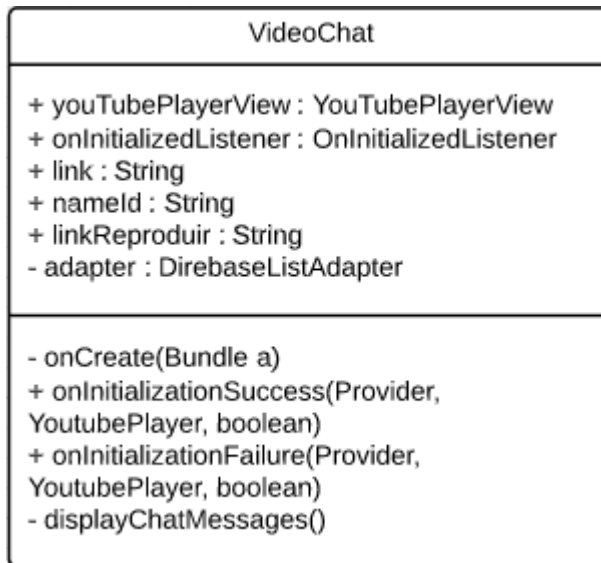 VideoChat
+ youTubePlayerView : YouTubePlayerView
+ onInitializedListener : OnInitializedListener
+ link : String
+ nameId : String
+ linkReproduir : String
- adapter : DirebaseListAdapter
- onCreate(Bundle a)
+ onInitializationSuccess(Provider,
YoutubePlayer, boolean)
+ onInitializationFailure(Provider,
YoutubePlayer, boolean)
- displayChatMessages()